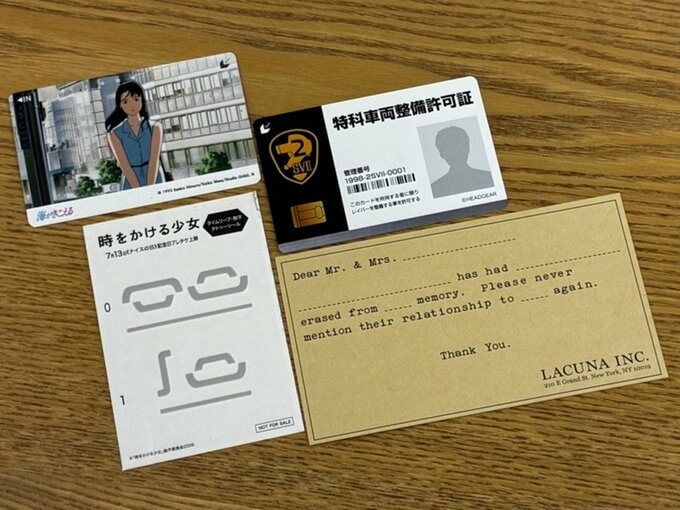 IN
© 1993 Saeko Himuro/Keiko Niwa/Studio Ghibli, N
海がきこえる
特科車両整備許可証
2
SVII
管理番号
1998-2SVII-0001
このカードを所持する者に限り
レイバーを整備する事を許可する
©HEADGEAR
時をかける少女
タイムリープ・数字
タトゥーシール
7月13日《ナイスの日》記念日プレチケ上映
0
1
NOT FOR SALE
©「時をかける少女」製作委員会2006
Dear Mr. & Mrs.
has had
erased from _____ memory. Please never
mention their relationship to _____ again.
Thank You.
LACUNA INC.
210 E Grand St. New York, NY 10019